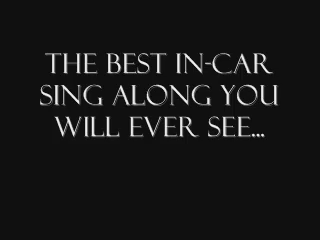 THE BEST IN-CAR
SING ALONG YOU
WILL EVER SEE...